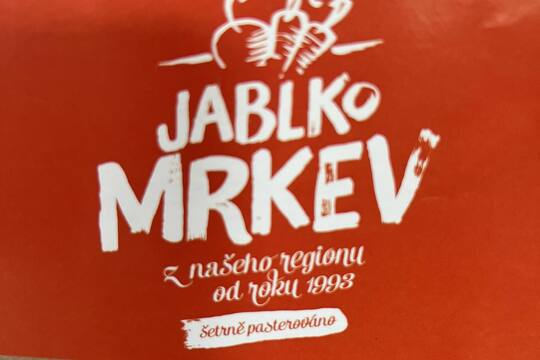 JABLKO
MRKEV
z našeho regionu
od roku 1993
šetrně pasterováno